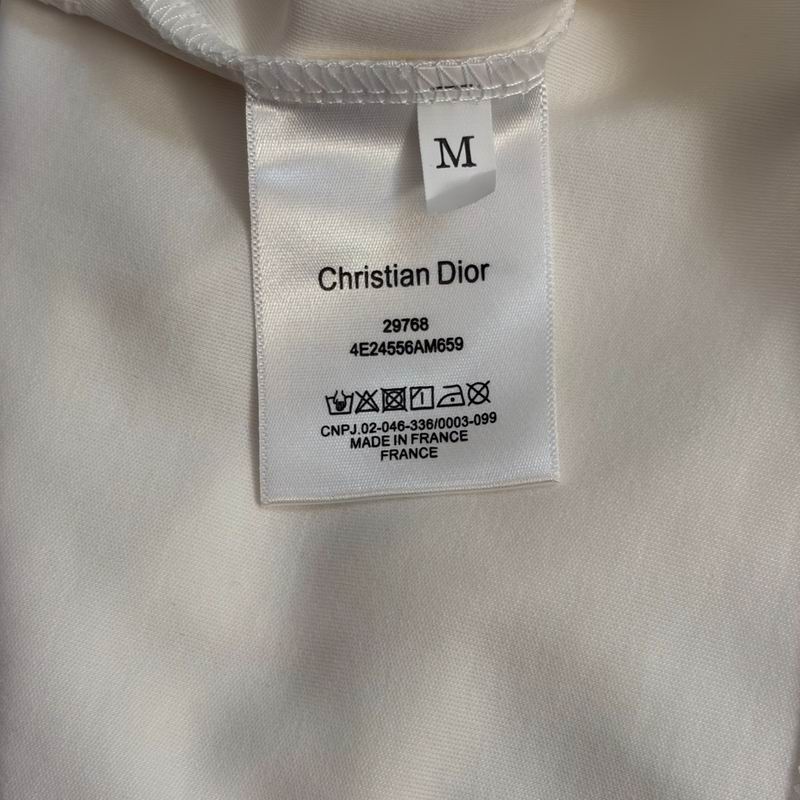 M
Christian Dior
29768
4E24556AM659
CNPJ.02-046-336/0003-099
MADE IN FRANCE
FRANCE